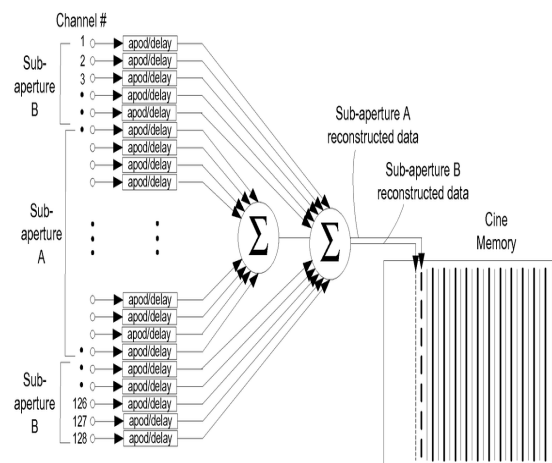 Channel #
Sub-
aperture
B
1
2
3
apod/delay
apod/delay
apod/delay
apod/delay
apod/delay
apod/delay
apod/delay
apod/delay
apod/delay
Sub-
aperture
A
Σ
Σ
Sub-aperture A
reconstructed data
Sub-aperture B
reconstructed data
Cine
Memory
apod/delay
apod/delay
apod/delay
apod/delay
apod/delay
apod/delay
apod/delay
apod/delay
apod/delay
Sub-
aperture
B
126
127
128